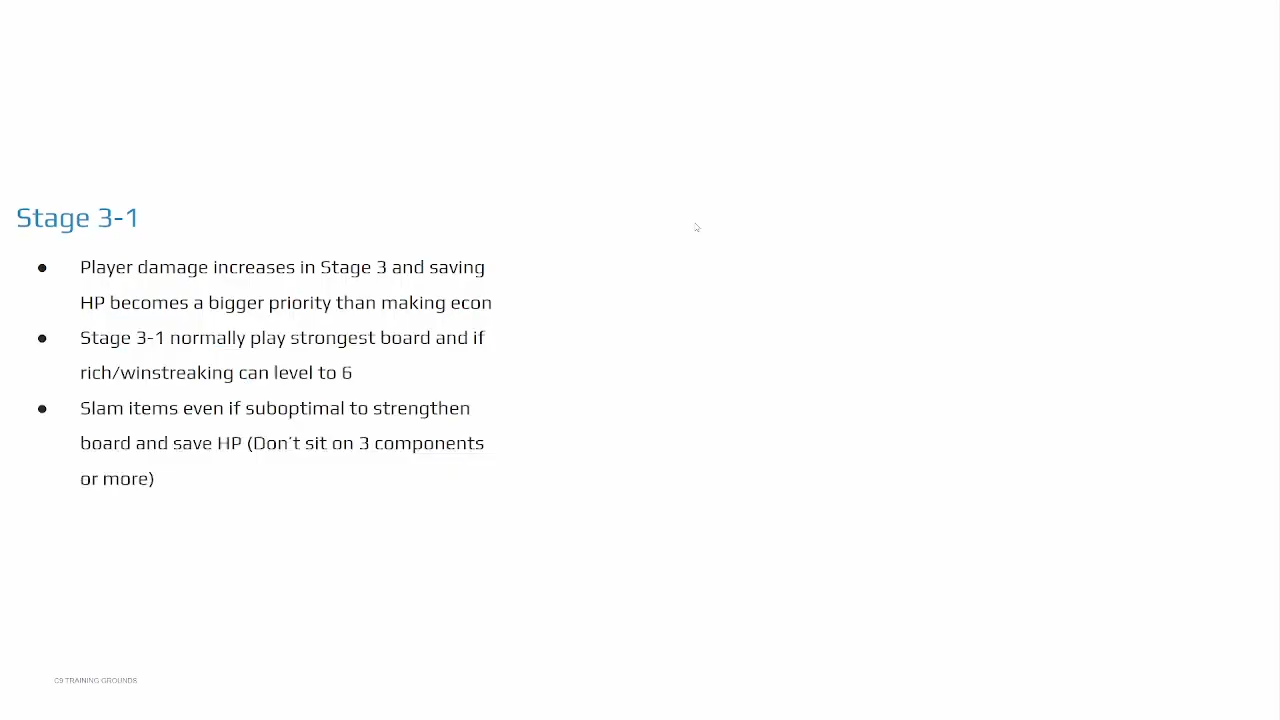 Stage 3-1
● Player damage increases in Stage 3 and saving
HP becomes a bigger priority than making econ
● Stage 3-1 normally play strongest board and if
rich/winstreaking can level to 6
● Slam items even if suboptimal to strengthen
board and save HP (Don't sit on 3 components
or more)
C9 TRAINING GROUNDS